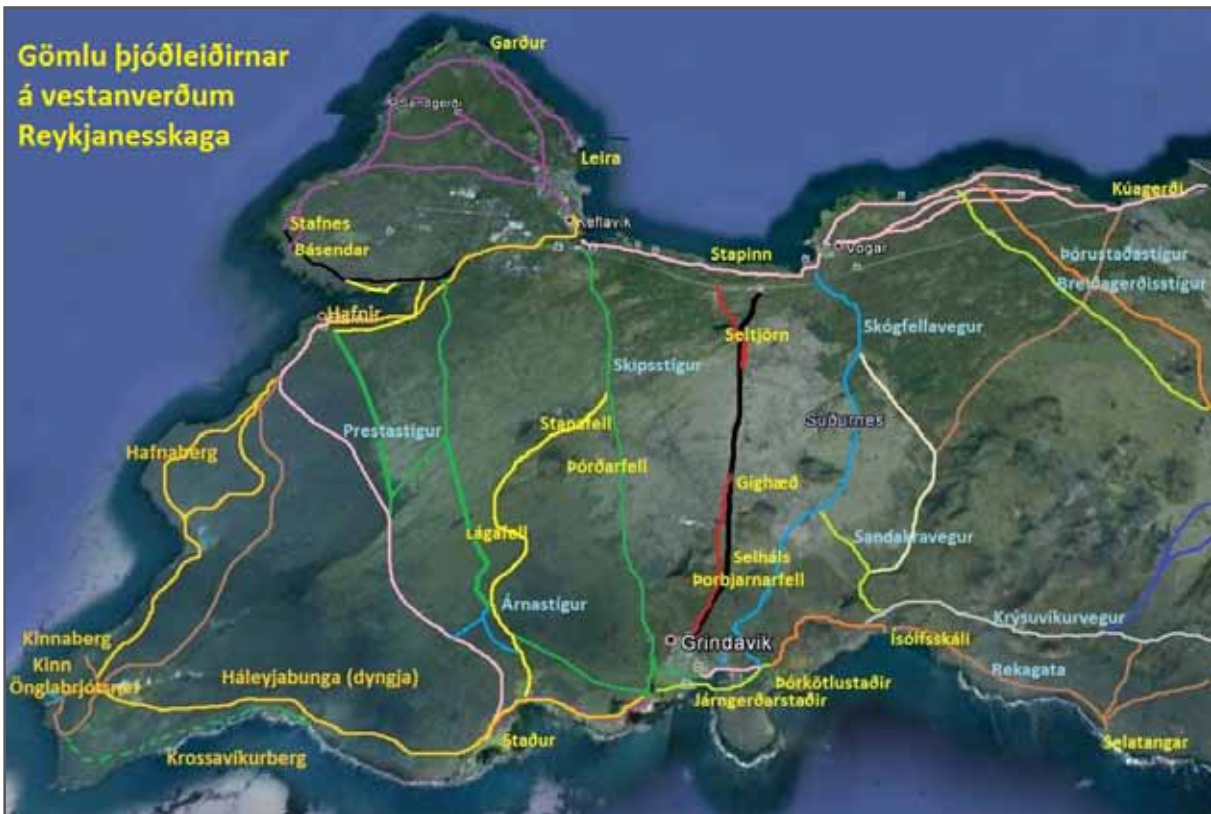 Gömlu þjóðleiðirnar
á vestanverðum
Reykjanesskaga
Garður
Sandgerði
Leira
Kúagerði
Stafnes
Keflavík
Básendar
Stapinn
Vogar
Þórustaðastígur
Breiðagerðisstígur
Hafnir
Seltjörn
Skógfellavegur
Skipsstígur
Stapafell
Suðurnes
Prestastígur
Hafnaberg
Þórðarfell
Gíghæð
Lágafell
Sandakravegur
Selháls
Þorbjarnarfell
Árnastígur
Krýsuvíkurvegur
Kinnaberg
Grindavík
Ísólfsskáli
Kinn
Rekagata
Önglabrjótsnef
Háleyjabunga (dyngja)
Þórkötlustaðir
Járngerðarstaðir
Staður
Selatangar
Krossavíkurberg